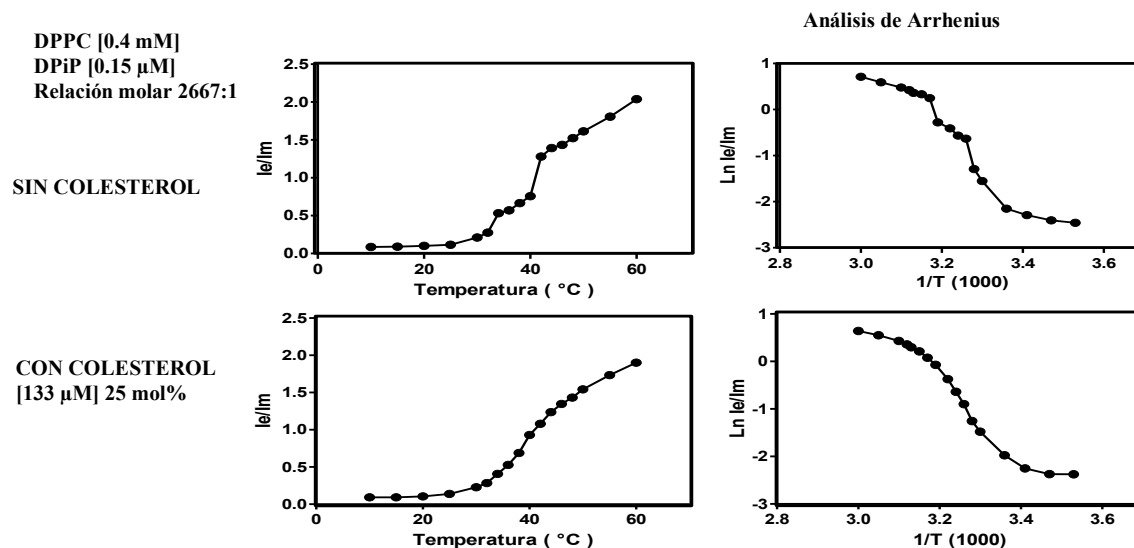 Análisis de Arrhenius
DPPC [0.4 mM]
DPiP [0.15 µM]
Relación molar 2667:1
SIN COLESTEROL
Ie/Im
2.5
2.0
1.5
1.0
0.5
0.0
0 20 40 60
Temperatura ( °C )
Ln Ie/Im
1
0
-1
-2
-3
2.8 3.0 3.2 3.4 3.6
1/T (1000)
CON COLESTEROL
[133 µM] 25 mol%
Ie/Im
2.5
2.0
1.5
1.0
0.5
0.0
0 20 40 60
Temperatura ( °C )
Ln Ie/Im
1
0
-1
-2
-3
2.8 3.0 3.2 3.4 3.6
1/T (1000)